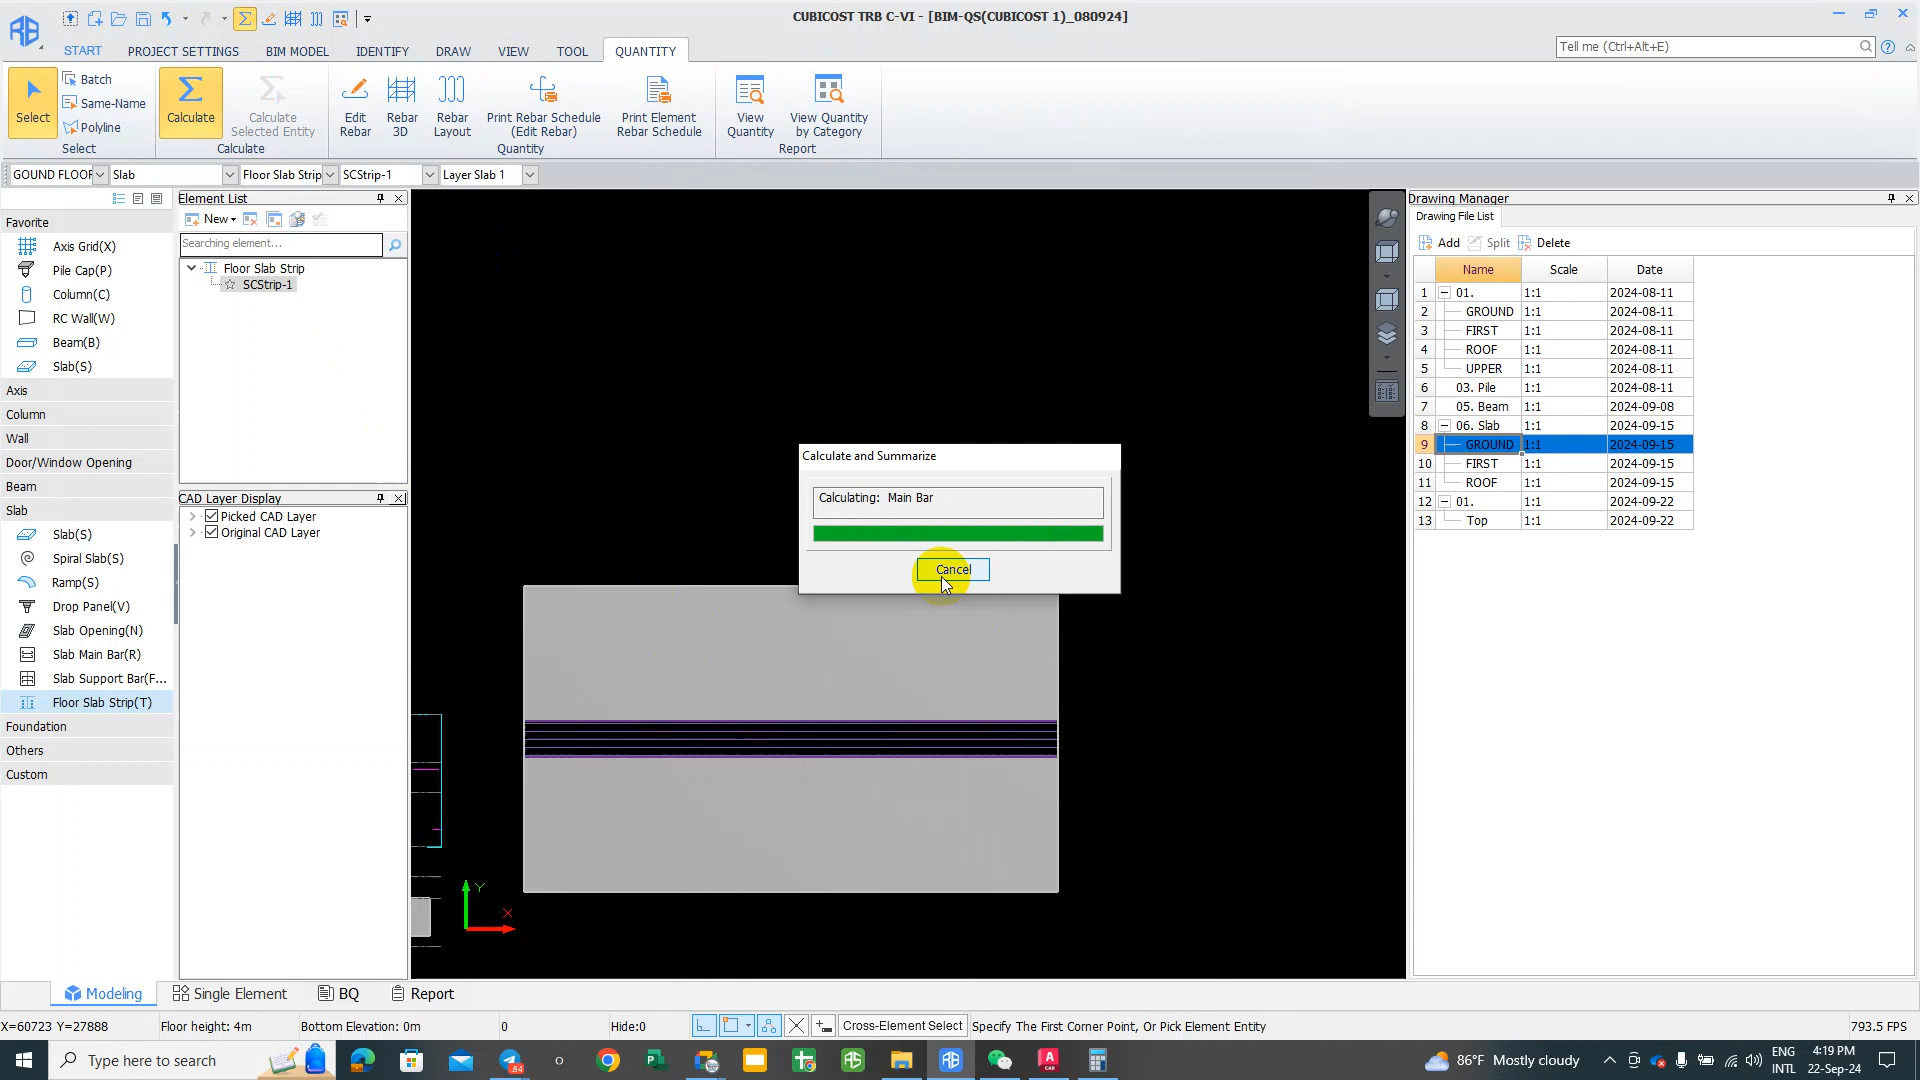 CUBICOST TRB C-VI - [BIM-QS(CUBICOST 1)_080924]
START PROJECT SETTINGS BIM MODEL IDENTIFY DRAW VIEW TOOL QUANTITY
Tell me (Ctrl+Alt+E)
Select
Batch
Same-Name
Polyline
Select
Calculate
Calculate Selected Entity
Calculate
Edit Rebar
Rebar 3D
Rebar Layout
Print Rebar Schedule (Edit Rebar)
Print Element Rebar Schedule
Quantity
View Quantity
View Quantity by Category
Report
GOUND FLOOR Slab Floor Slab Strip SCStrip-1 Layer Slab 1
Favorite
Axis Grid(X)
Pile Cap(P)
Column(C)
RC Wall(W)
Beam(B)
Slab(S)
Axis
Column
Wall
Door/Window Opening
Beam
Slab
Slab(S)
Spiral Slab(S)
Ramp(S)
Drop Panel(V)
Slab Opening(N)
Slab Main Bar(R)
Slab Support Bar(F...
Floor Slab Strip(T)
Foundation
Others
Custom
Element List
New
Searching element...
Floor Slab Strip
SCStrip-1
CAD Layer Display
Picked CAD Layer
Original CAD Layer
Calculate and Summarize
Calculating: Main Bar
Cancel
Y
X
Drawing Manager
Drawing File List
Add Split Delete
Name Scale Date
1 01. 1:1 2024-08-11
2 GROUND 1:1 2024-08-11
3 FIRST 1:1 2024-08-11
4 ROOF 1:1 2024-08-11
5 UPPER 1:1 2024-08-11
6 03. Pile 1:1 2024-08-11
7 05. Beam 1:1 2024-09-08
8 06. Slab 1:1 2024-09-15
9 GROUND 1:1 2024-09-15
10 FIRST 1:1 2024-09-15
11 ROOF 1:1 2024-09-15
12 01. 1:1 2024-09-22
13 Top 1:1 2024-09-22
Modeling Single Element BQ Report
X=60723 Y=27888 Floor height: 4m Bottom Elevation: 0m 0 Hide:0 Cross-Element Select Specify The First Corner Point, Or Pick Element Entity 793.5 FPS
Type here to search
86°F Mostly cloudy
ENG
INTL
4:19 PM
22-Sep-24